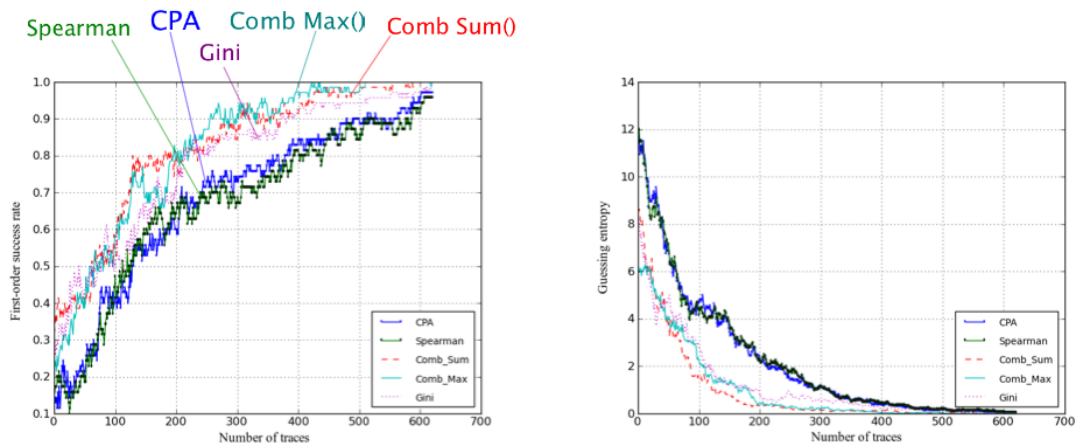 Spearman
CPA
Comb Max()
Comb Sum()
Gini
First-order success rate
1.0
0.9
0.8
0.7
0.6
0.5
0.4
0.3
0.2
0.1
0 100 200 300 400 500 600 700
Number of traces
CPA
Spearman
Comb_Sum
Comb_Max
Gini
Guessing entropy
14
12
10
8
6
4
2
0
0 100 200 300 400 500 600 700
Number of traces
CPA
Spearman
Comb_Sum
Comb_Max
Gini